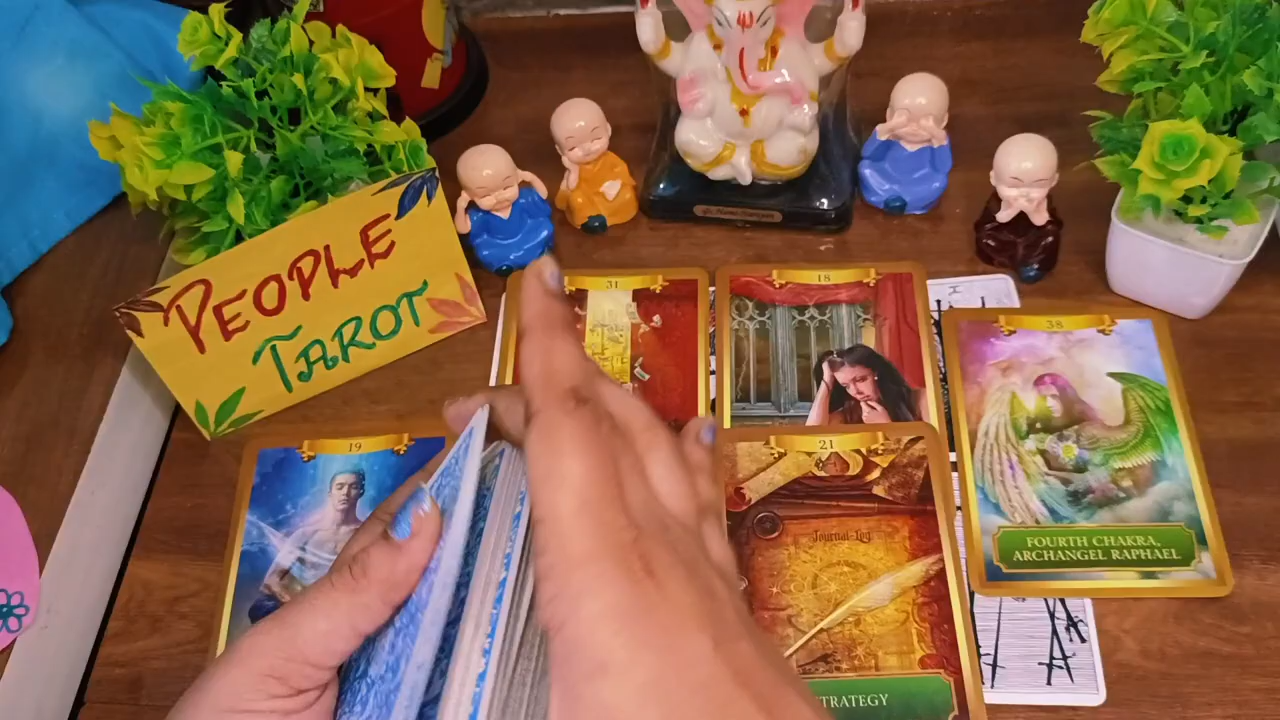 PEOPLE
TAROT
31
18
38
19
21
Journal-Log
FOURTH CHAKRA,
ARCHANGEL RAPHAEL
STRATEGY